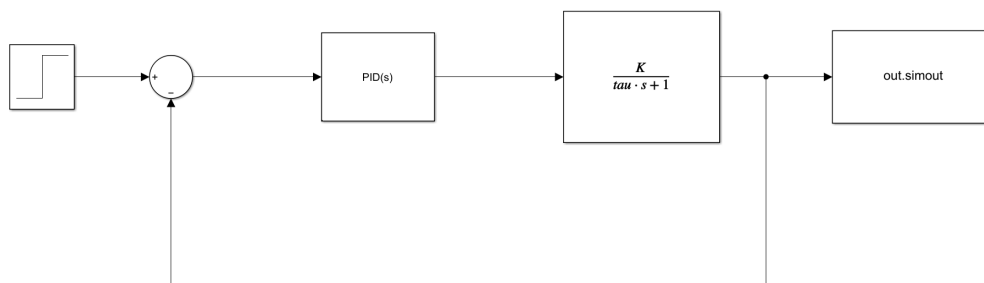 +
−
PID(s)
K
tau · s + 1
out.simout